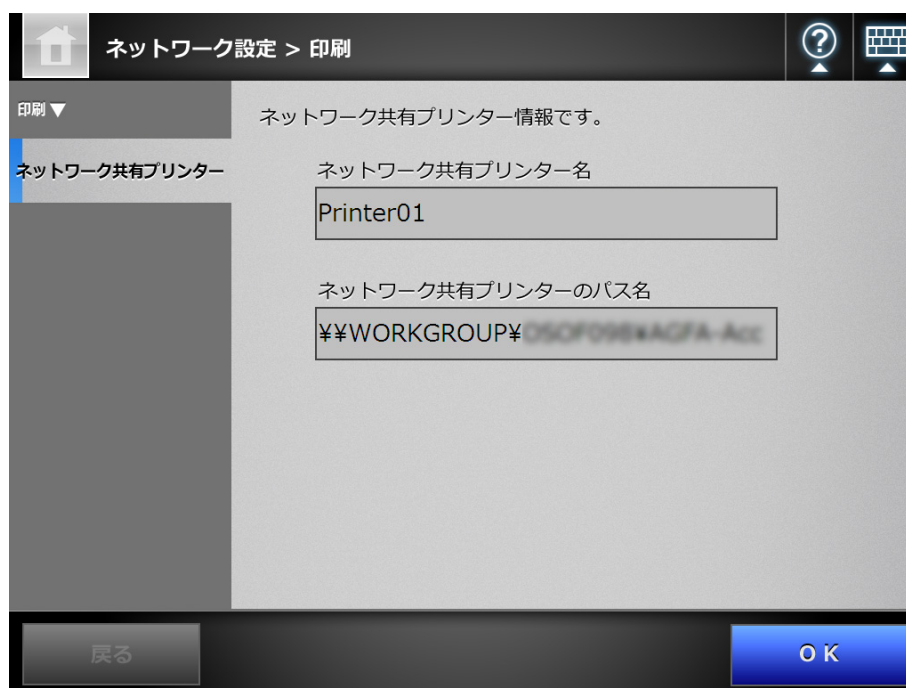 ネットワーク設定 > 印刷
印刷▼
ネットワーク共有プリンター
ネットワーク共有プリンター情報です。
ネットワーク共有プリンター名
Printer01
ネットワーク共有プリンターのパス名
¥¥WORKGROUP¥
戻る
OK